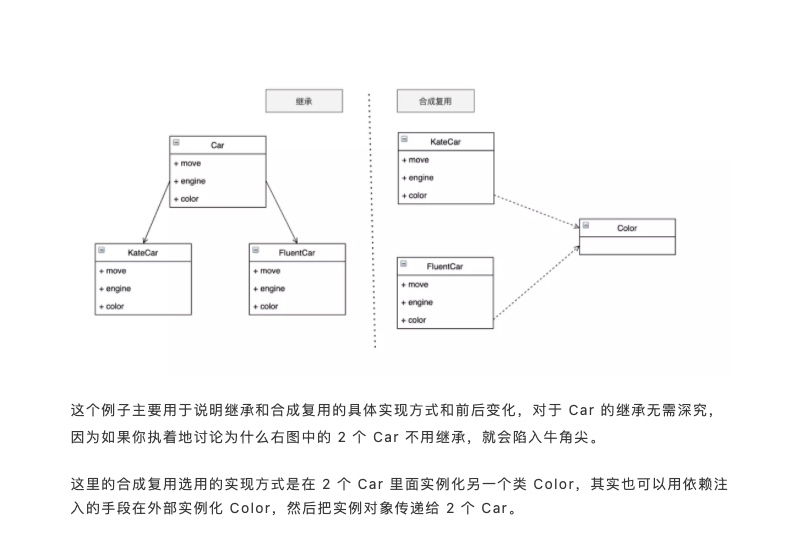 继承
合成复用
Car
+ move
+ engine
+ color
KateCar
+ move
+ engine
+ color
FluentCar
+ move
+ engine
+ color
KateCar
+ move
+ engine
+ color
Color
FluentCar
+ move
+ engine
+ color
这个例子主要用于说明继承和合成复用的具体实现方式和前后变化，对于 Car 的继承无需深究，
因为如果你执着地讨论为什么右图中的 2 个 Car 不用继承，就会陷入牛角尖。
这里的合成复用选用的实现方式是在 2 个 Car 里面实例化另一个类 Color，其实也可以用依赖注
入的手段在外部实例化 Color，然后把实例对象传递给 2 个 Car。